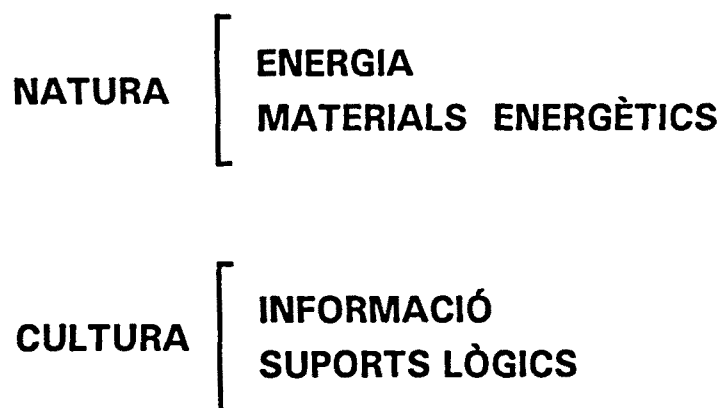 NATURA
ENERGIA
MATERIALS ENERGÈTICS
CULTURA
INFORMACIÓ
SUPORTS LÒGICS